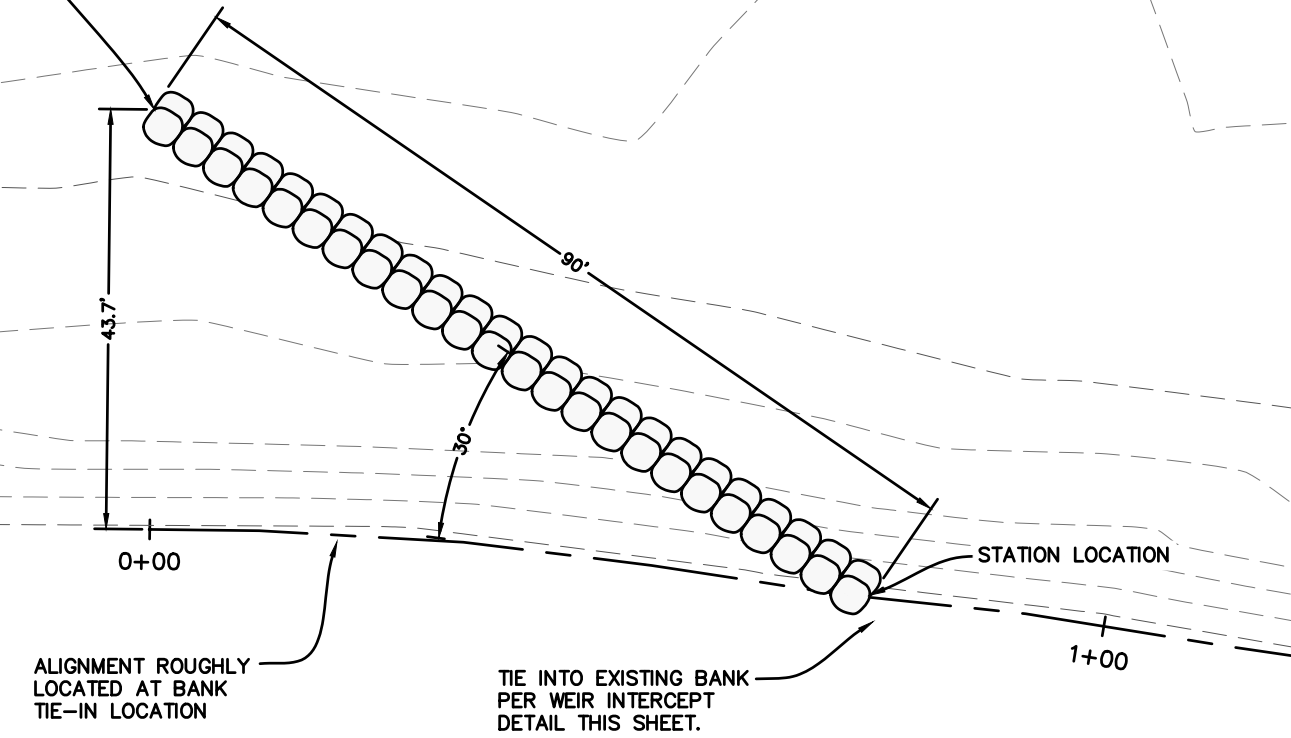 90'
43.7'
30°
STATION LOCATION
0+00
1+00
ALIGNMENT ROUGHLY
LOCATED AT BANK
TIE-IN LOCATION
TIE INTO EXISTING BANK
PER WEIR INTERCEPT
DETAIL THIS SHEET.